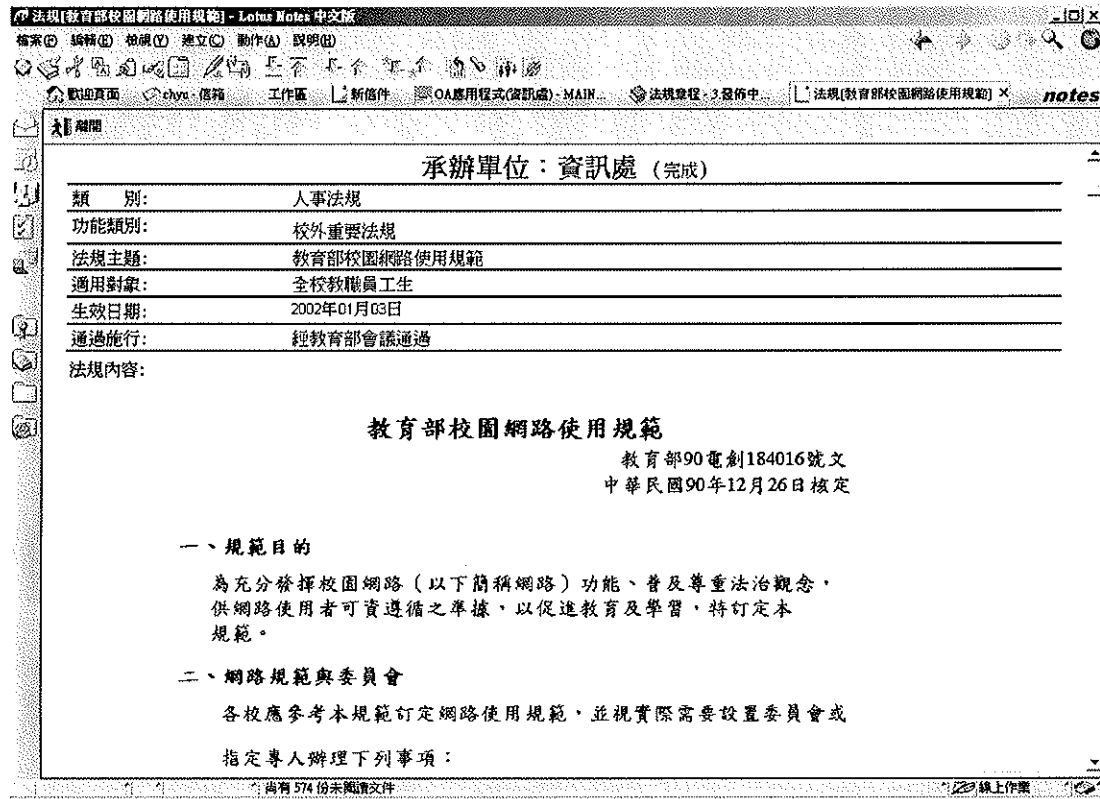 法規[教育部校園網路使用規範] - Lotus Notes 中文版
檔案(F) 編輯(E) 檢視(V) 建立(C) 動作(A) 說明(H)
歡迎頁面 chyu - 信箱 工作區 新信件 OA應用程式(資訊處) - MAIN... 法規章程 - 3.發佈中... 法規[教育部校園網路使用規範] × notes
離開
承辦單位：資訊處 (完成)
類 別: 人事法規
功能類別: 校外重要法規
法規主題: 教育部校園網路使用規範
適用對象: 全校教職員工生
生效日期: 2002年01月03日
通過施行: 經教育部會議通過
法規內容:
教育部校園網路使用規範
教育部90電創184016號文
中華民國90年12月26日核定
一、規範目的
為充分發揮校園網路（以下簡稱網路）功能、普及尊重法治觀念，
供網路使用者可資遵循之準據，以促進教育及學習，特訂定本
規範。
二、網路規範與委員會
各校應參考本規範訂定網路使用規範，並視實際需要設置委員會或
指定專人辦理下列事項：
尚有 574 份未閱讀文件 線上作業